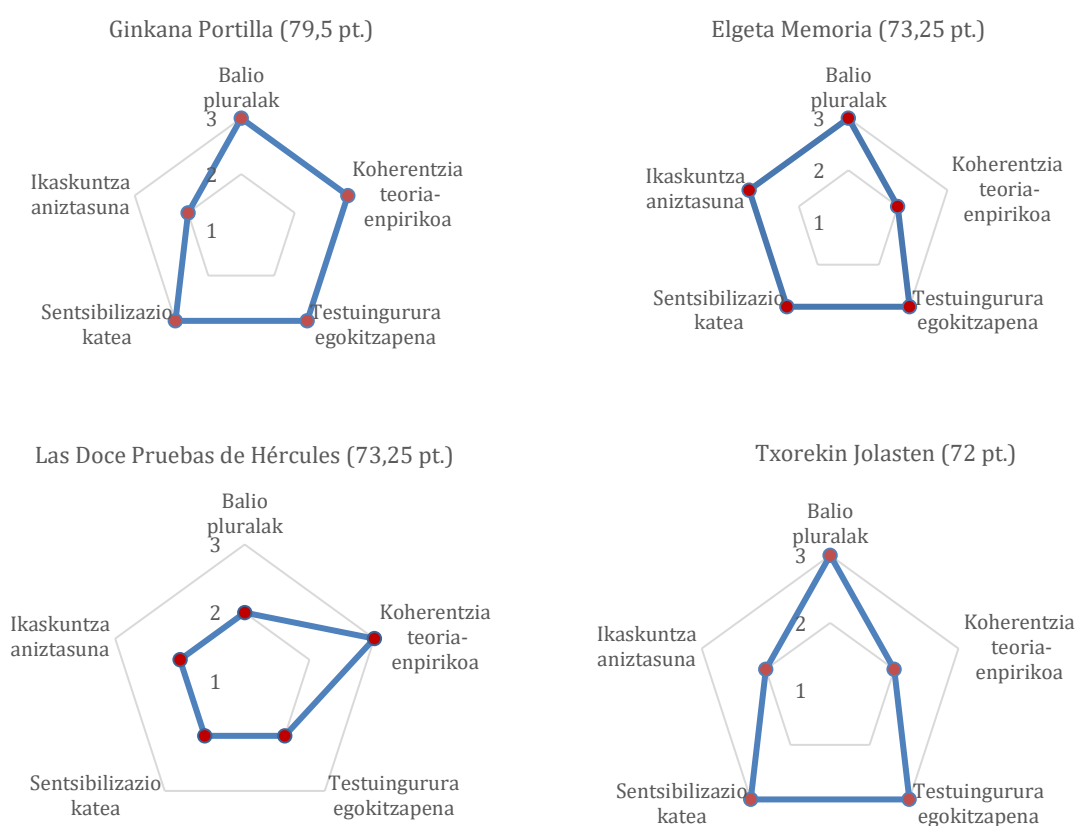 Ginkana Portilla (79,5 pt.)
Balio
pluralak
3
2
1
Koherentzia
teoria-
enpirikoa
Ikaskuntza
aniztasuna
Sentsibilizazio
katea
Testuingurura
egokitzapena
Elgeta Memoria (73,25 pt.)
Balio
pluralak
3
2
1
Koherentzia
teoria-
enpirikoa
Ikaskuntza
aniztasuna
Sentsibilizazio
katea
Testuingurura
egokitzapena
Las Doce Pruebas de Hércules (73,25 pt.)
Balio
pluralak
3
2
1
Koherentzia
teoria-
enpirikoa
Ikaskuntza
aniztasuna
Sentsibilizazio
katea
Testuingurura
egokitzapena
Txorekin Jolasten (72 pt.)
Balio
pluralak
3
2
1
Koherentzia
teoria-
enpirikoa
Ikaskuntza
aniztasuna
Sentsibilizazio
katea
Testuingurura
egokitzapena